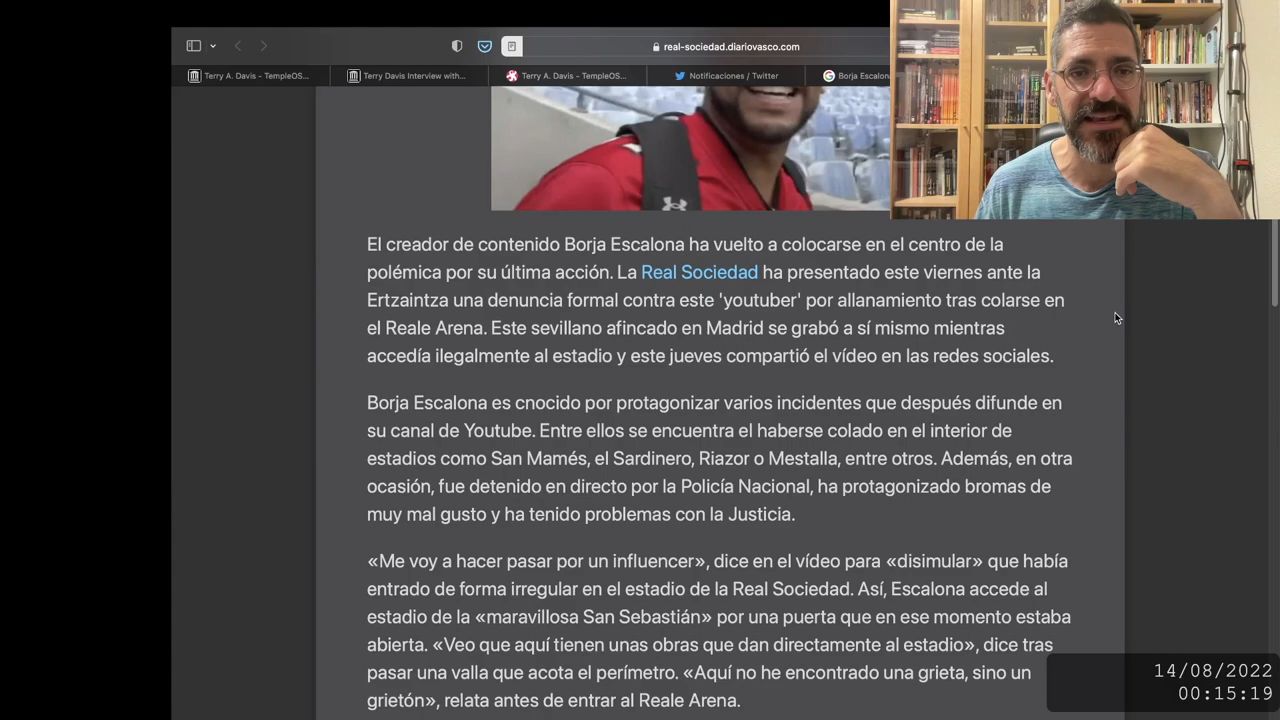 real-sociedad.diariovasco.com
Terry A. Davis - TempleOS...
Terry Davis Interview with...
Terry A. Davis - TempleOS...
Notificaciones / Twitter
Borja Escalon
El creador de contenido Borja Escalona ha vuelto a colocarse en el centro de la
polémica por su última acción. La Real Sociedad ha presentado este viernes ante la
Ertzaintza una denuncia formal contra este 'youtuber' por allanamiento tras colarse en
el Reale Arena. Este sevillano afincado en Madrid se grabó a sí mismo mientras
accedía ilegalmente al estadio y este jueves compartió el vídeo en las redes sociales.
Borja Escalona es cnocido por protagonizar varios incidentes que después difunde en
su canal de Youtube. Entre ellos se encuentra el haberse colado en el interior de
estadios como San Mamés, el Sardinero, Riazor o Mestalla, entre otros. Además, en otra
ocasión, fue detenido en directo por la Policía Nacional, ha protagonizado bromas de
muy mal gusto y ha tenido problemas con la Justicia.
«Me voy a hacer pasar por un influencer», dice en el vídeo para «disimular» que había
entrado de forma irregular en el estadio de la Real Sociedad. Así, Escalona accede al
estadio de la «maravillosa San Sebastián» por una puerta que en ese momento estaba
abierta. «Veo que aquí tienen unas obras que dan directamente al estadio», dice tras
pasar una valla que acota el perímetro. «Aquí no he encontrado una grieta, sino un
grietón», relata antes de entrar al Reale Arena.
14/08/2022
00:15:19